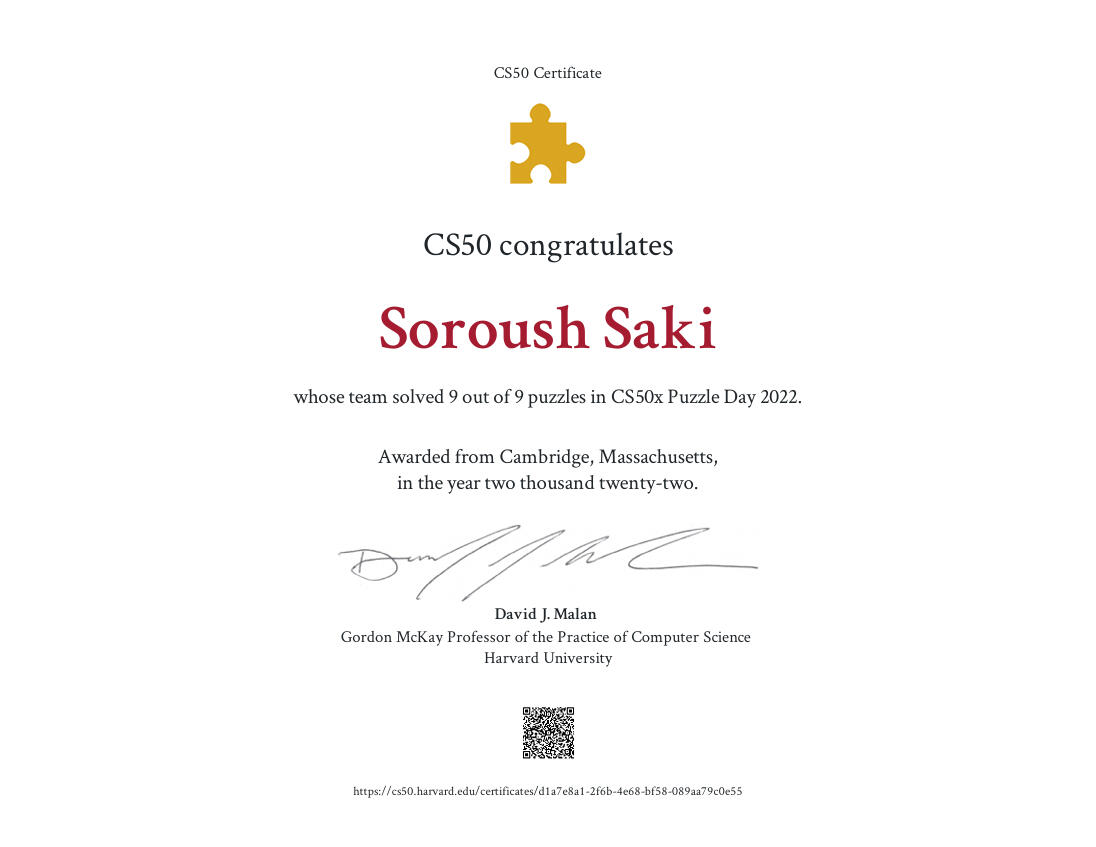 CS50 Certificate
CS50 congratulates
Soroush Saki
whose team solved 9 out of 9 puzzles in CS50x Puzzle Day 2022.
Awarded from Cambridge, Massachusetts,
in the year two thousand twenty-two.
David J. Malan
Gordon McKay Professor of the Practice of Computer Science
Harvard University
https://cs50.harvard.edu/certificates/d1a7e8a1-2f6b-4e68-bf58-089aa79c0e55